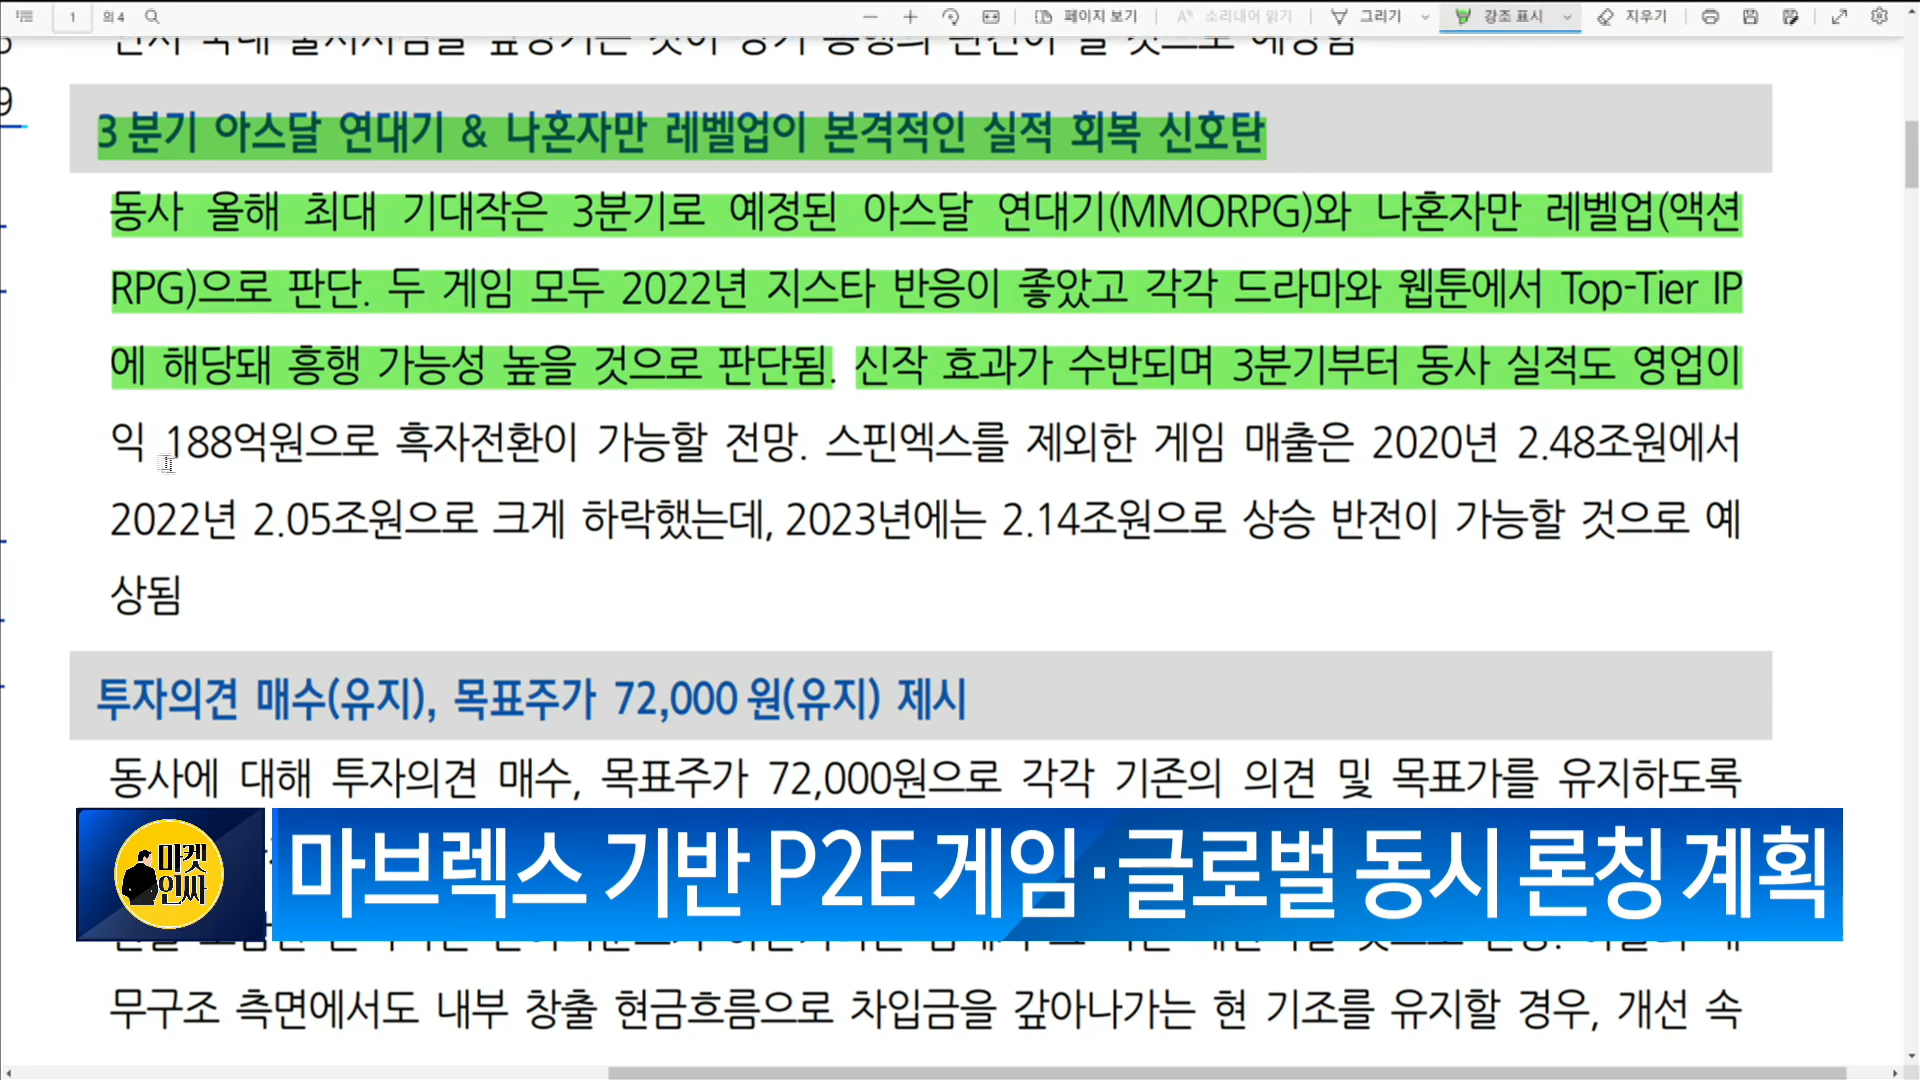 1 의 4 페이지 보기 소리내어 읽기 그리기 강조 표시 지우기
9
3분기 아스달 연대기 & 나혼자만 레벨업이 본격적인 실적 회복 신호탄
동사 올해 최대 기대작은 3분기로 예정된 아스달 연대기(MMORPG)와 나혼자만 레벨업(액션
RPG)으로 판단. 두 게임 모두 2022년 지스타 반응이 좋았고 각각 드라마와 웹툰에서 Top-Tier IP
에 해당돼 흥행 가능성 높을 것으로 판단됨. 신작 효과가 수반되며 3분기부터 동사 실적도 영업이
익 188억원으로 흑자전환이 가능할 전망. 스핀엑스를 제외한 게임 매출은 2020년 2.48조원에서
2022년 2.05조원으로 크게 하락했는데, 2023년에는 2.14조원으로 상승 반전이 가능할 것으로 예
상됨
투자의견 매수(유지), 목표주가 72,000원(유지) 제시
동사에 대해 투자의견 매수, 목표주가 72,000원으로 각각 기존의 의견 및 목표가를 유지하도록
마켓
인싸
마브렉스 기반 P2E 게임·글로벌 동시 론칭 계획
무구조 측면에서도 내부 창출 현금흐름으로 차입금을 갚아나가는 현 기조를 유지할 경우, 개선 속